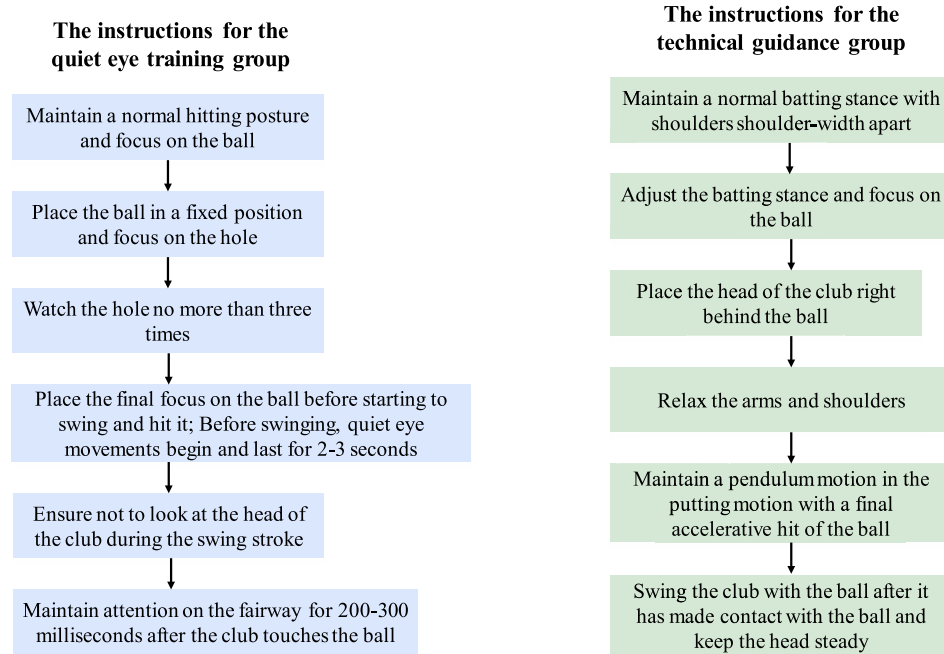 The instructions for the
quiet eye training group
Maintain a normal hitting posture
and focus on the ball
Place the ball in a fixed position
and focus on the hole
Watch the hole no more than three
times
Place the final focus on the ball before starting to
swing and hit it; Before swinging, quiet eye
movements begin and last for 2-3 seconds
Ensure not to look at the head of
the club during the swing stroke
Maintain attention on the fairway for 200-300
milliseconds after the club touches the ball
The instructions for the
technical guidance group
Maintain a normal batting stance with
shoulders shoulder-width apart
Adjust the batting stance and focus on
the ball
Place the head of the club right
behind the ball
Relax the arms and shoulders
Maintain a pendulum motion in the
putting motion with a final
accelerative hit of the ball
Swing the club with the ball after it
has made contact with the ball and
keep the head steady